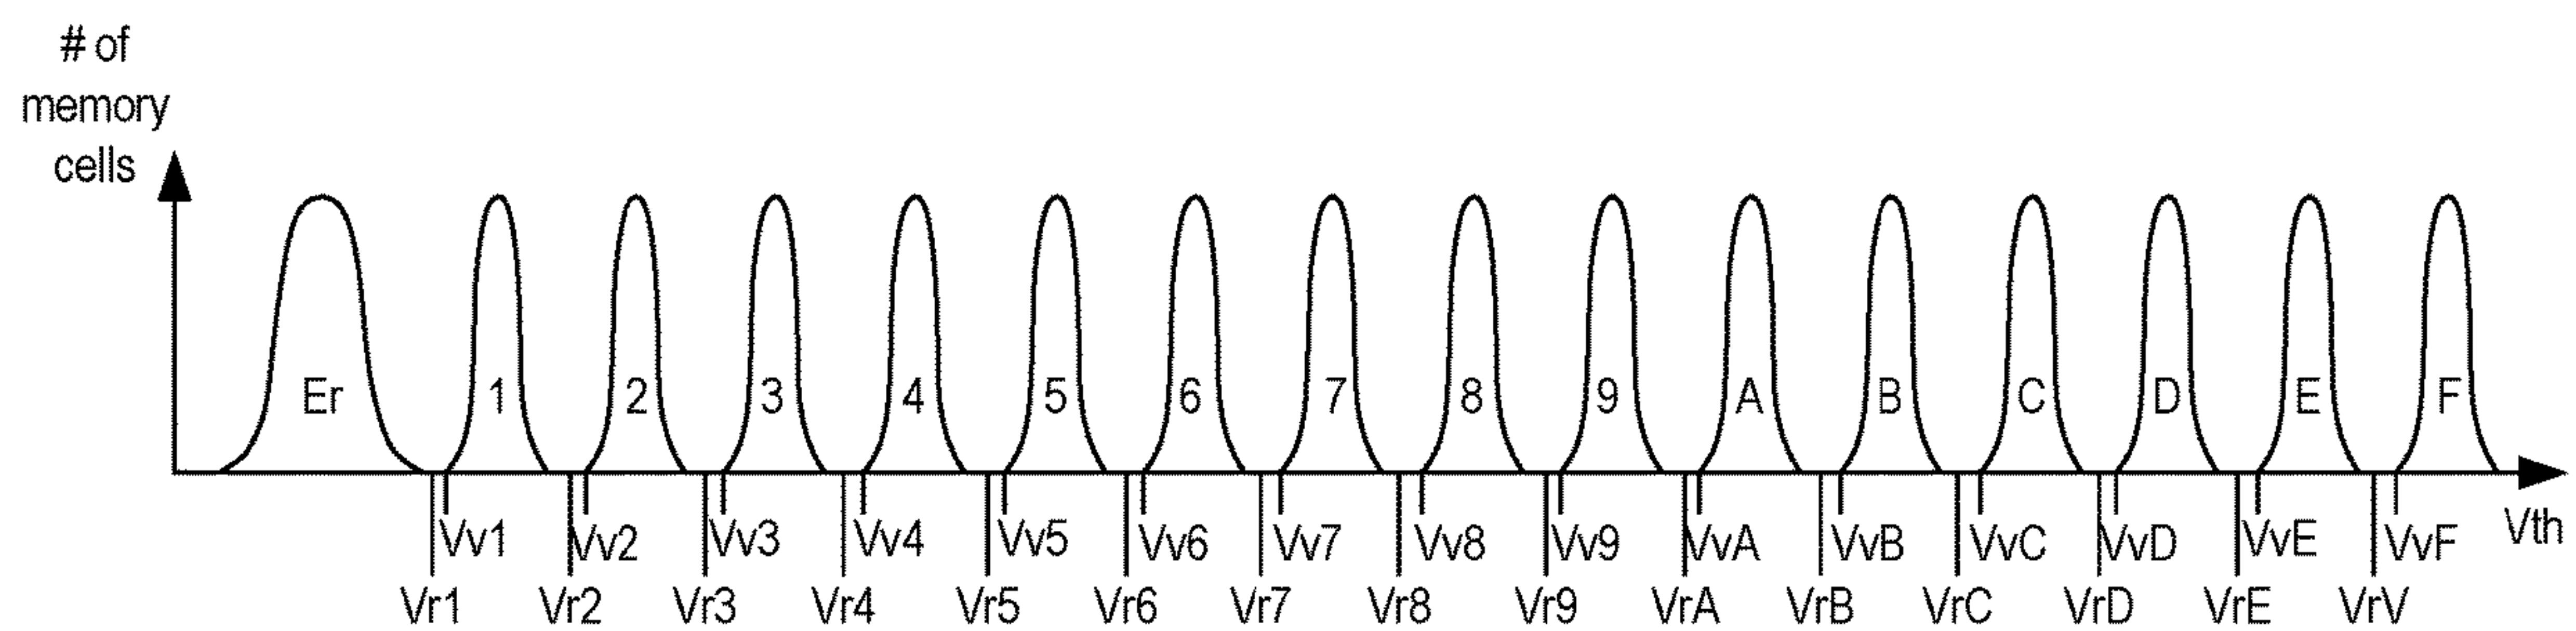 # of
memory
cells
Er 1 2 3 4 5 6 7 8 9 A B C D E F
Vv1 Vv2 Vv3 Vv4 Vv5 Vv6 Vv7 Vv8 Vv9 VvA VvB VvC VvD VvE VvF Vth
Vr1 Vr2 Vr3 Vr4 Vr5 Vr6 Vr7 Vr8 Vr9 VrA VrB VrC VrD VrE VrV